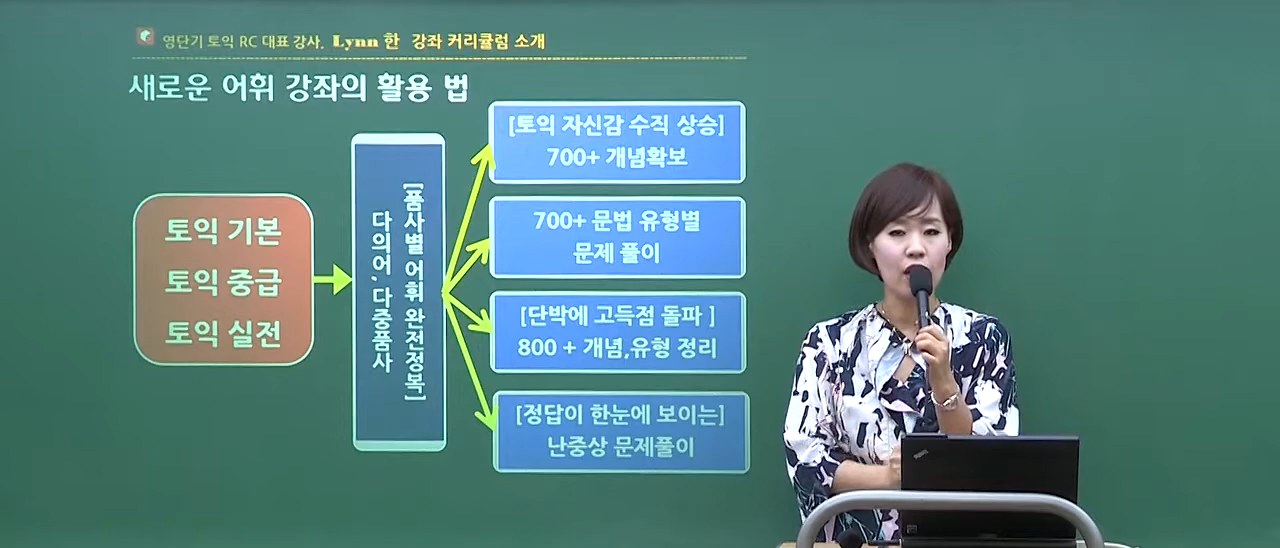 영단기 토익 RC 대표 강사, Lynn 한 강좌 커리큘럼 소개
새로운 어휘 강좌의 활용 법
토익 기본
토익 중급
토익 실전
[품사별 어휘 완전정복]
다의어, 다중품사
[토익 자신감 수직 상승]
700+ 개념확보
700+ 문법 유형별
문제 풀이
[단박에 고득점 돌파 ]
800 + 개념,유형 정리
[정답이 한눈에 보이는]
난중상 문제풀이